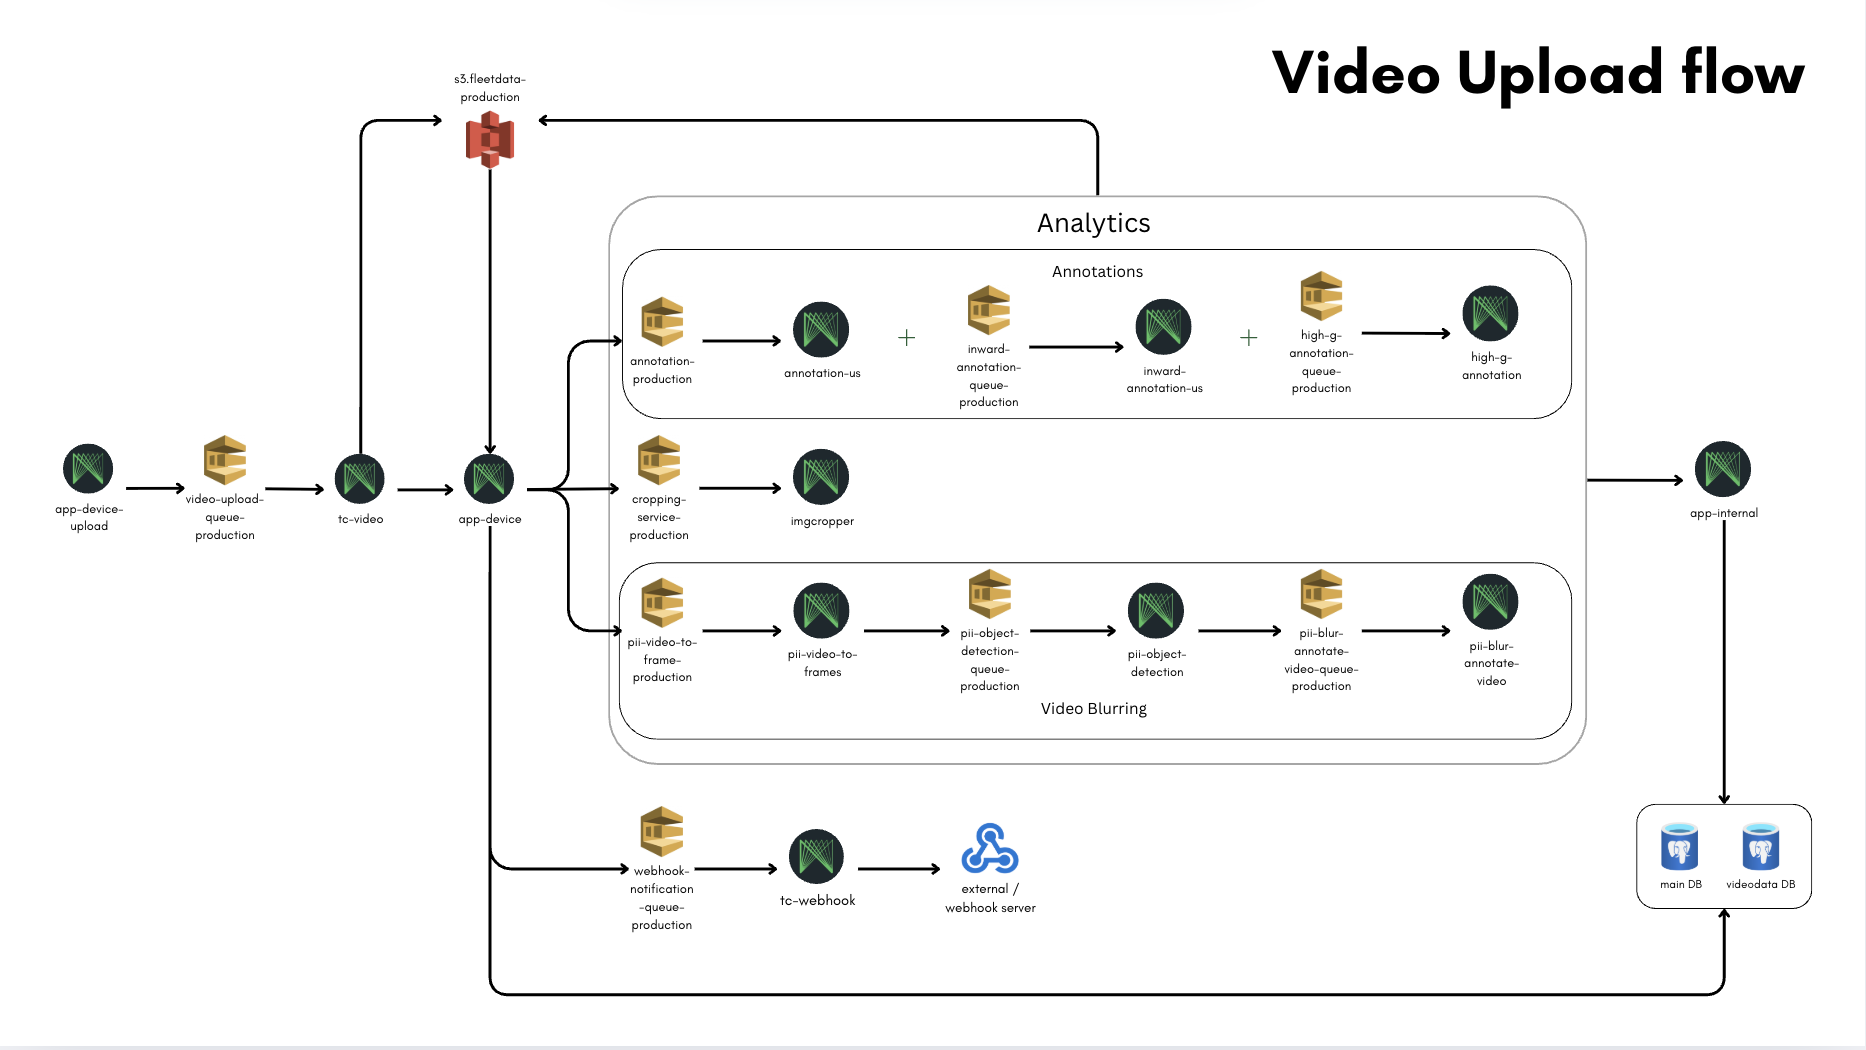 Video Upload flow
s3.fleetdata-
production
Analytics
Annotations
annotation-
production
annotation-us
+
inward-
annotation-
queue-
production
inward-
annotation-us
+
high-g-
annotation-
queue-
production
high-g-
annotation
app-device-
upload
video-upload-
queue-
production
tc-video
app-device
cropping-
service-
production
imgcropper
app-internal
pii-video-to-
frame-
production
pii-video-to-
frames
pii-object-
detection-
queue-
production
pii-object-
detection
pii-blur-
annotate-
video-queue-
production
pii-blur-
annotate-
video
Video Blurring
webhook-
notification
-queue-
production
tc-webhook
external /
webhook server
main DB
videodata DB